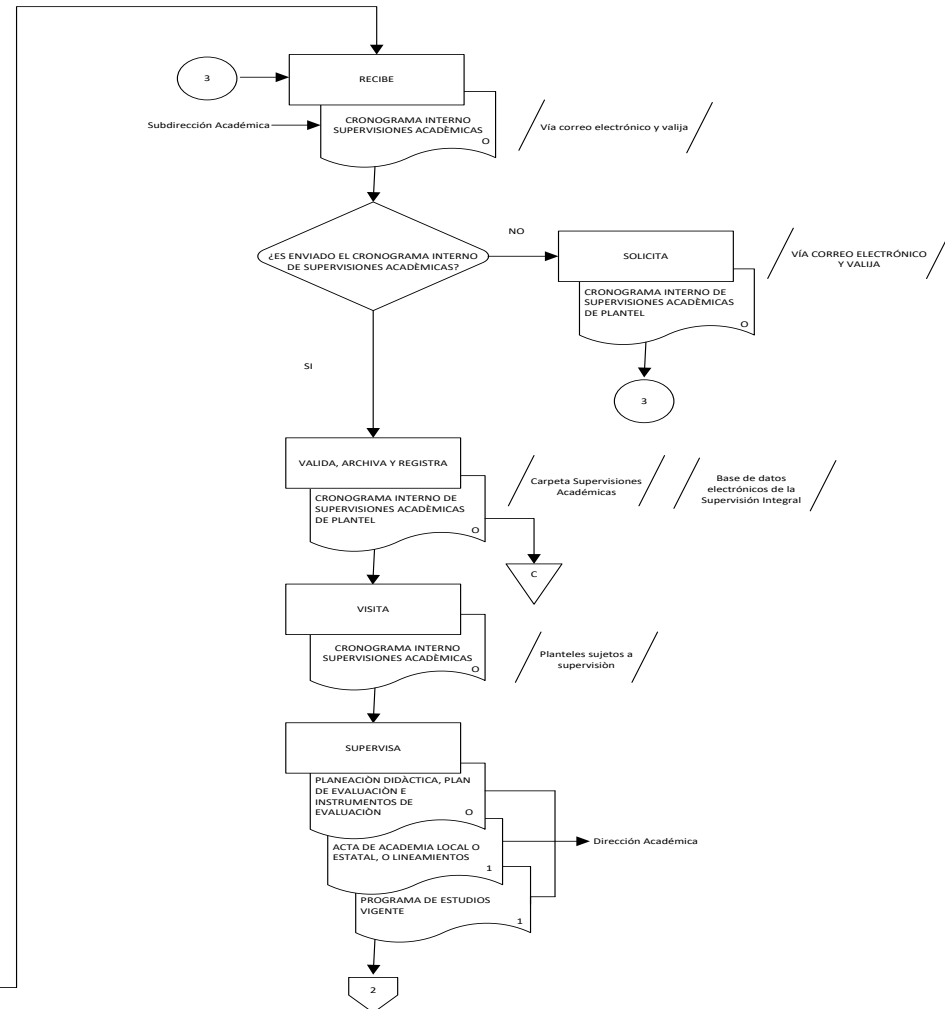 RECIBE
3
Subdirección Académica
CRONOGRAMA INTERNO
SUPERVISIONES ACADÈMICAS
O
Vía correo electrónico y valija
¿ES ENVIADO EL CRONOGRAMA INTERNO
DE SUPERVISIONES ACADÈMICAS?
NO
SOLICITA
VÍA CORREO ELECTRÓNICO
Y VALIJA
CRONOGRAMA INTERNO DE
SUPERVISIONES ACADÈMICAS
DE PLANTEL
O
3
SI
VALIDA, ARCHIVA Y REGISTRA
CRONOGRAMA INTERNO DE
SUPERVISIONES ACADÈMICAS
DE PLANTEL
O
Carpeta Supervisiones
Académicas
Base de datos
electrónicos de la
Supervisión Integral
C
VISITA
CRONOGRAMA INTERNO
SUPERVISIONES ACADÈMICAS
O
Planteles sujetos a
supervisiòn
SUPERVISA
PLANEACIÒN DIDÀCTICA, PLAN
DE EVALUACIÒN E
INSTRUMENTOS DE
EVALUACIÒN
O
ACTA DE ACADEMIA LOCAL O
ESTATAL, O LINEAMIENTOS
1
Dirección Académica
PROGRAMA DE ESTUDIOS
VIGENTE
1
2